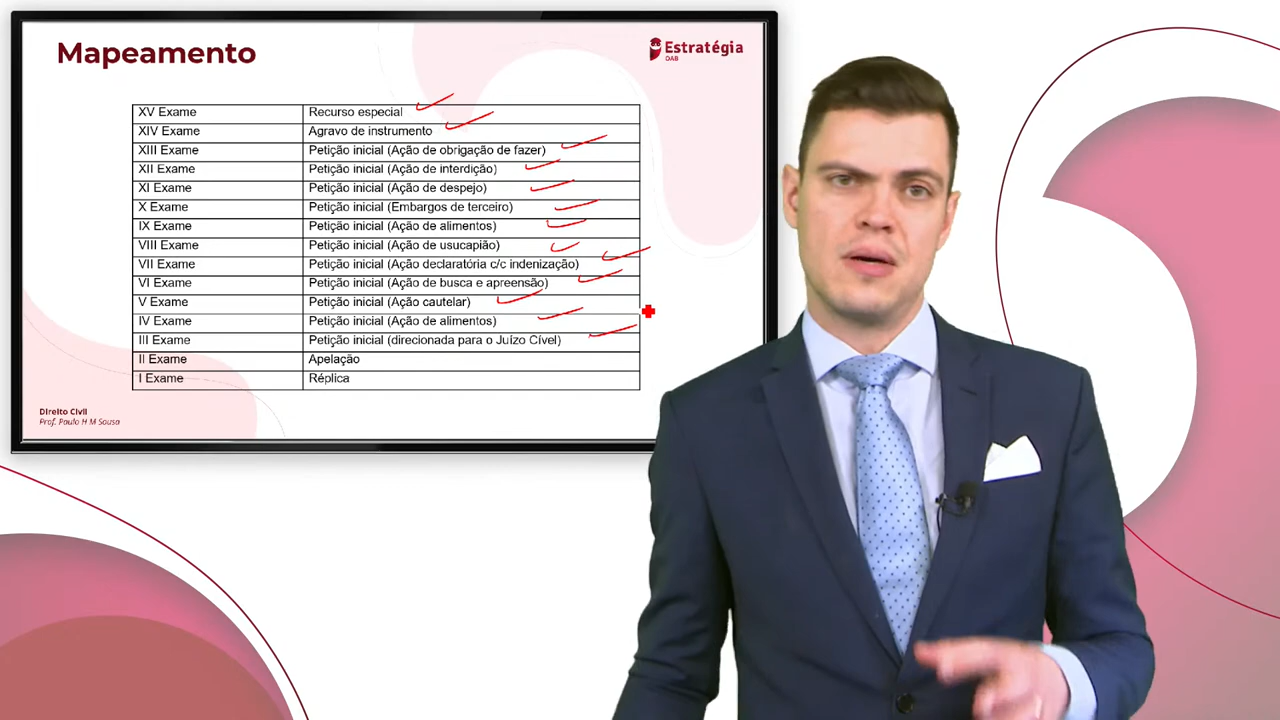 Mapeamento
Estratégia
OAB
XV Exame Recurso especial
XIV Exame Agravo de instrumento
XIII Exame Petição inicial (Ação de obrigação de fazer)
XII Exame Petição inicial (Ação de interdição)
XI Exame Petição inicial (Ação de despejo)
X Exame Petição inicial (Embargos de terceiro)
IX Exame Petição inicial (Ação de alimentos)
VIII Exame Petição inicial (Ação de usucapião)
VII Exame Petição inicial (Ação declaratória c/c indenização)
VI Exame Petição inicial (Ação de busca e apreensão)
V Exame Petição inicial (Ação cautelar)
IV Exame Petição inicial (Ação de alimentos)
III Exame Petição inicial (direcionada para o Juízo Cível)
II Exame Apelação
I Exame Réplica
Direito Civil
Prof. Paulo H M Sousa